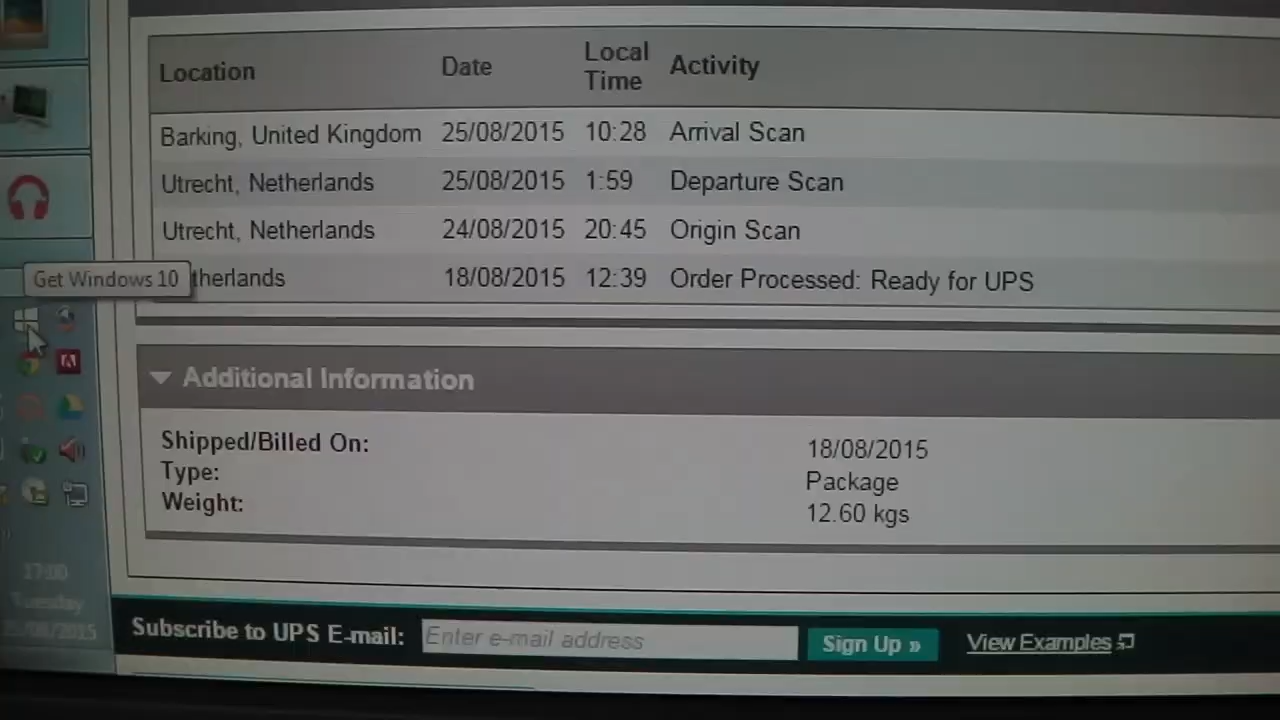 Location Date Local Time Activity
Barking, United Kingdom 25/08/2015 10:28 Arrival Scan
Utrecht, Netherlands 25/08/2015 1:59 Departure Scan
Utrecht, Netherlands 24/08/2015 20:45 Origin Scan
therlands 18/08/2015 12:39 Order Processed: Ready for UPS
Get Windows 10
Additional Information
Shipped/Billed On: 18/08/2015
Type: Package
Weight: 12.60 kgs
17:00
Tuesday
Subscribe to UPS E-mail: Enter e-mail address Sign Up » View Examples